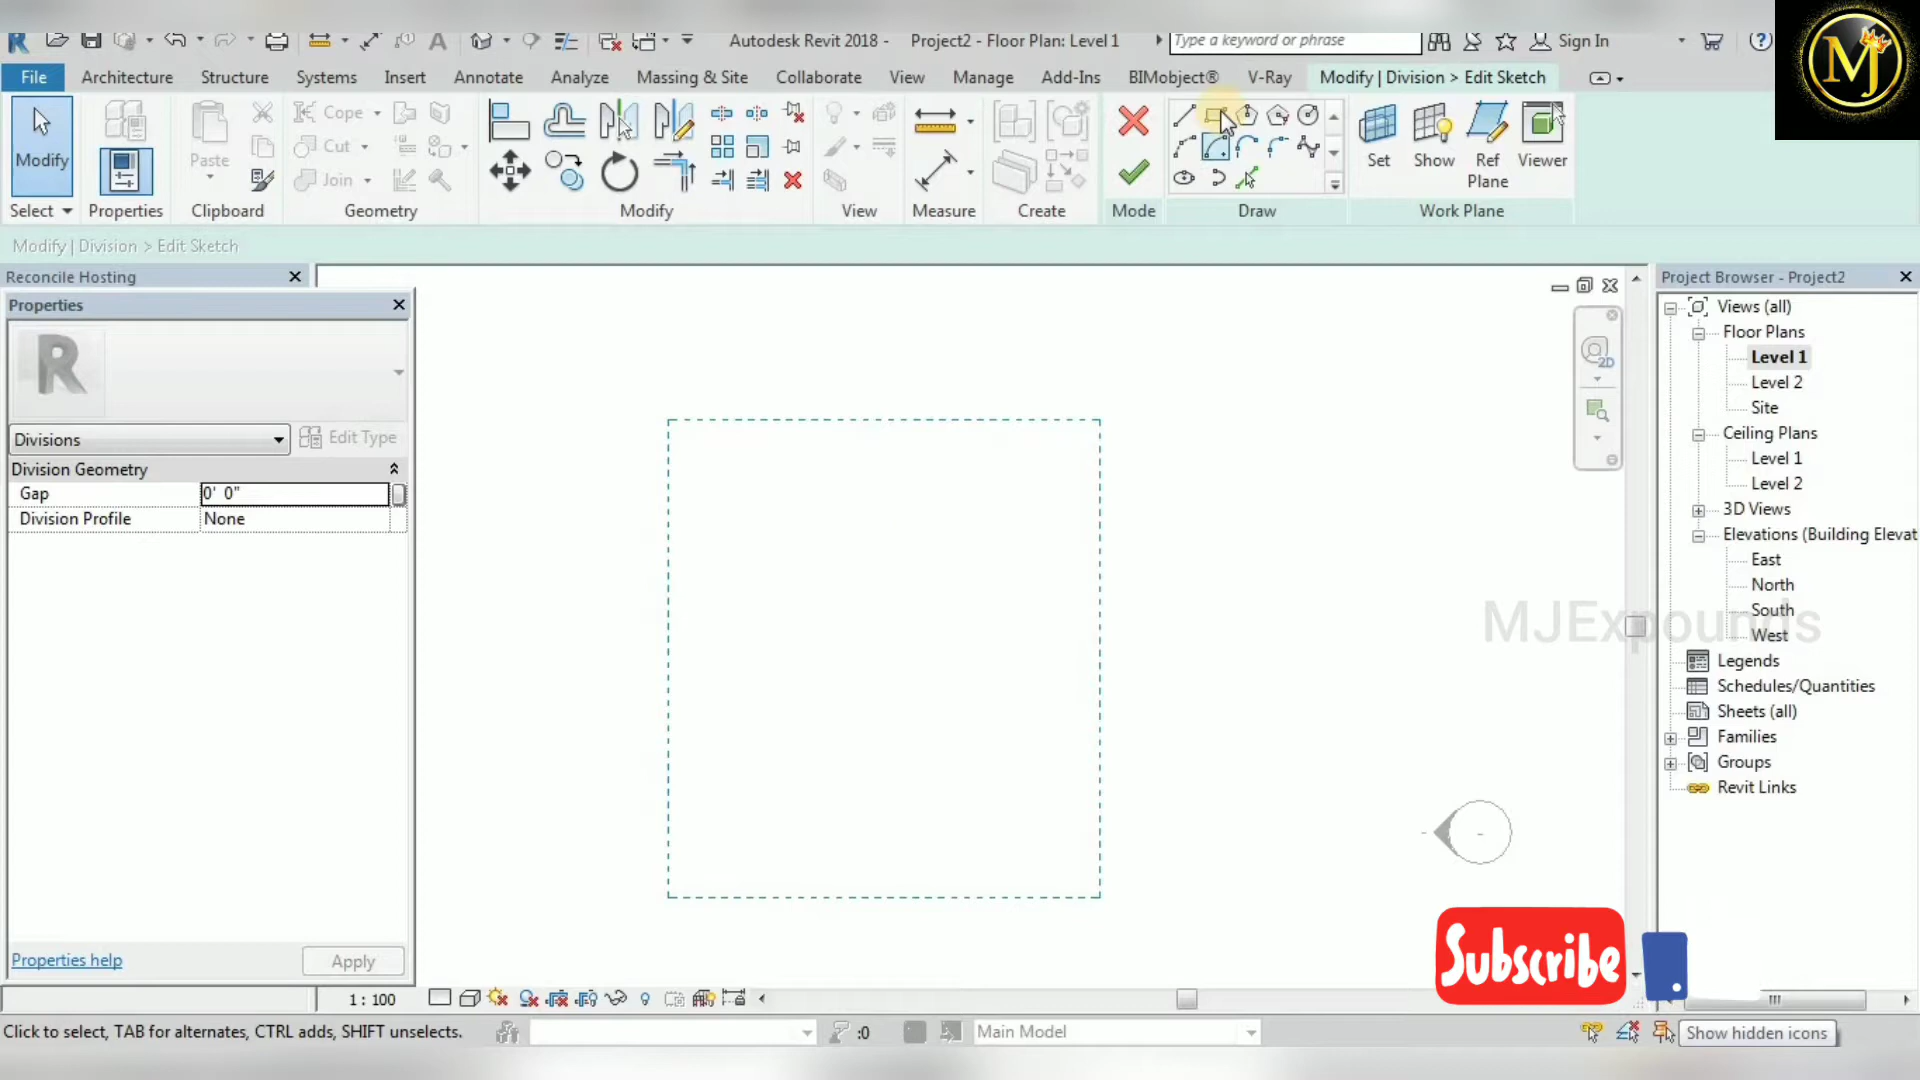 Autodesk Revit 2018 - Project2 - Floor Plan: Level 1
Type a keyword or phrase
Sign In
MJ
File Architecture Structure Systems Insert Annotate Analyze Massing & Site Collaborate View Manage Add-Ins BIMobject® V-Ray Modify | Division > Edit Sketch
Modify
Paste
Cope
Cut
Join
Set Show Ref Plane Viewer
Select Properties Clipboard Geometry Modify View Measure Create Mode Draw Work Plane
Modify | Division > Edit Sketch
Reconcile Hosting
Properties
R
Divisions
Edit Type
Division Geometry
Gap 0' 0"
Division Profile None
Properties help
Apply
2D
Project Browser - Project2
Views (all)
Floor Plans
Level 1
Level 2
Site
Ceiling Plans
Level 1
Level 2
3D Views
Elevations (Building Elevat
East
North
South
West
Legends
Schedules/Quantities
Sheets (all)
Families
Groups
Revit Links
MJExpounds
Subscribe
1 : 100
Click to select, TAB for alternates, CTRL adds, SHIFT unselects.
:0
Main Model
Show hidden icons